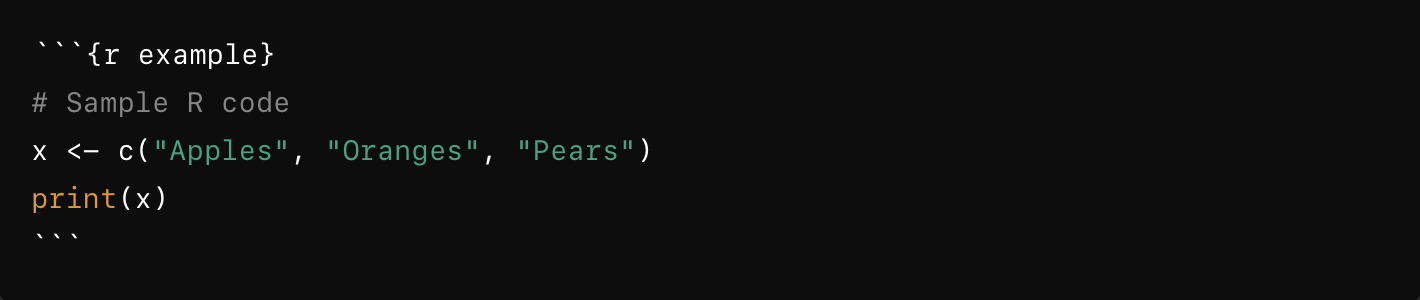 ```{r example}
# Sample R code
x <- c("Apples", "Oranges", "Pears")
print(x)
```